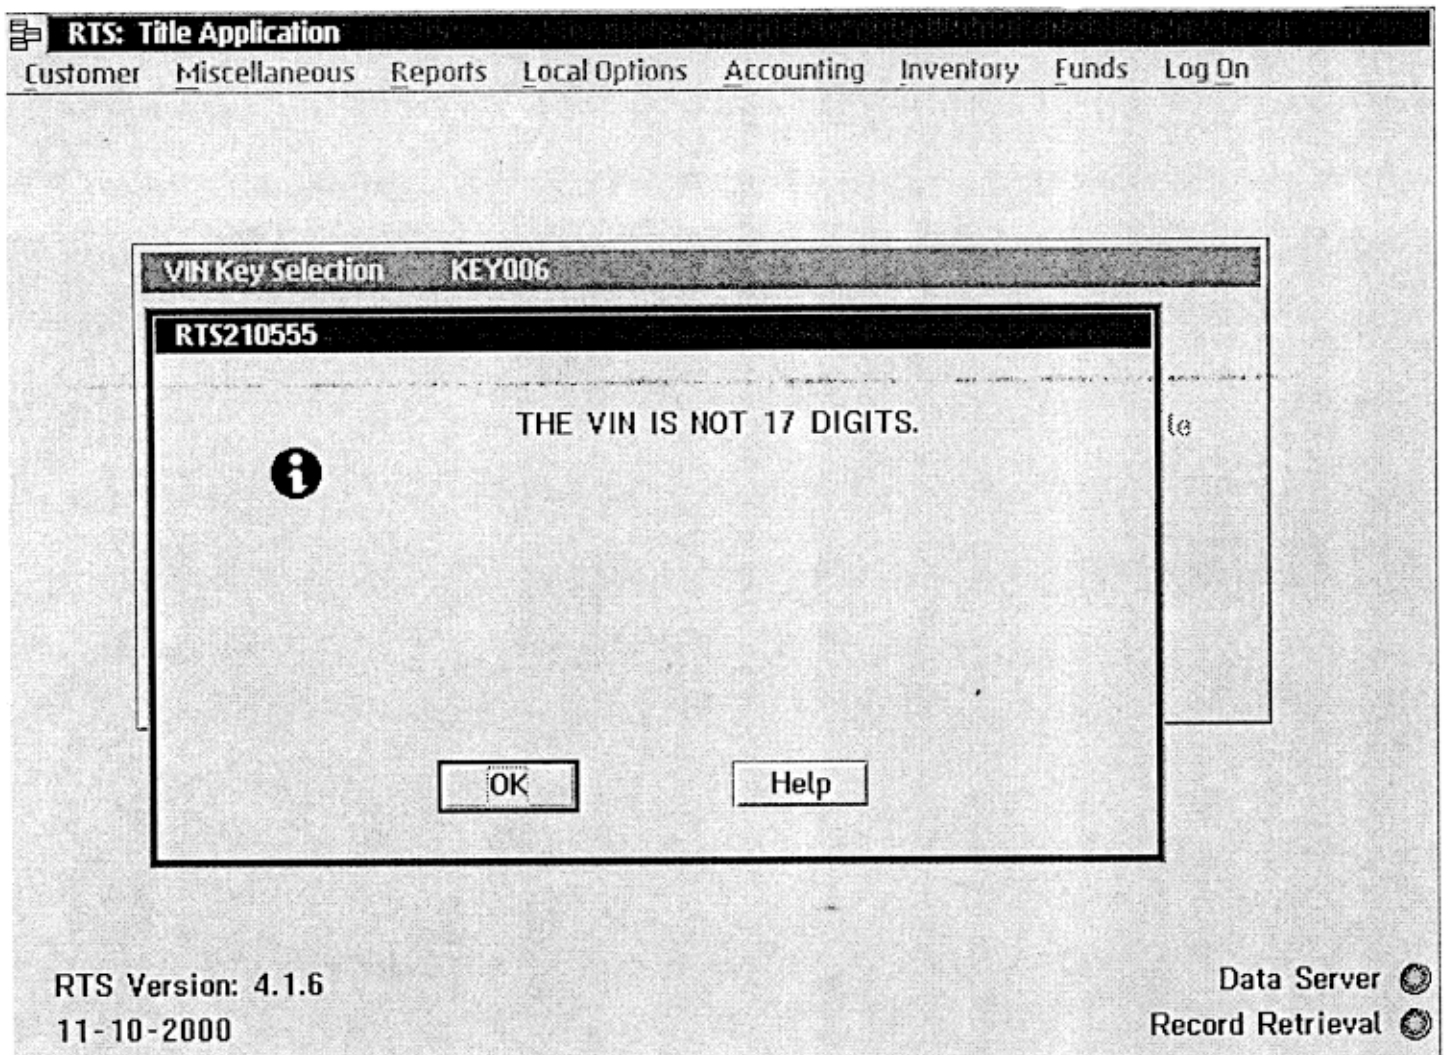 RTS: Title Application
Customer Miscellaneous Reports Local Options Accounting Inventory Funds Log On
VIN Key Selection KEY006
RTS210555
THE VIN IS NOT 17 DIGITS.
OK Help
RTS Version: 4.1.6
Data Server
11-10-2000
Record Retrieval